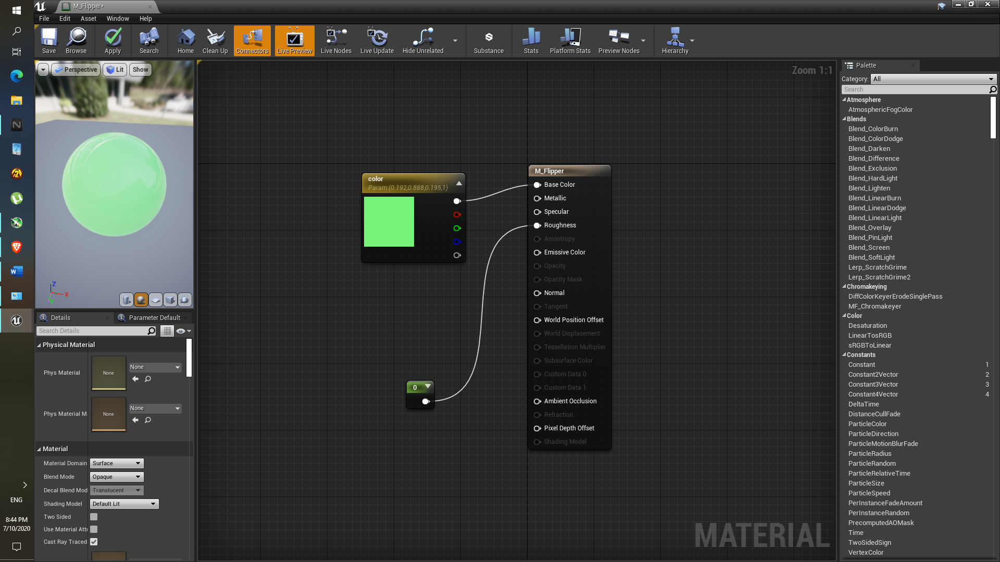 M_Flipper*
File Edit Asset Window Help
Save Browse Apply Search Home Clean Up Connectors Live Preview Live Nodes Live Update Hide Unrelated Substance Stats Platform Stats Preview Nodes Hierarchy
Perspective Lit Show
Zoom 1:1
Z
X
Y
color
Param (0.192,0.888,0.195,1)
0
M_Flipper
Base Color
Metallic
Specular
Roughness
Anisotropy
Emissive Color
Opacity
Opacity Mask
Normal
Tangent
World Position Offset
World Displacement
Tessellation Multiplier
Subsurface Color
Custom Data 0
Custom Data 1
Ambient Occlusion
Refraction
Pixel Depth Offset
Shading Model
MATERIAL
Details Parameter Default
Search Details
Physical Material
Phys Material None None
Phys Material M None None
Material
Material Domain Surface
Blend Mode Opaque
Decal Blend Mod Translucent
Shading Model Default Lit
Two Sided
Use Material Attr
Cast Ray Traced
Palette
Category: All
Search
Atmosphere
AtmosphericFogColor
Blends
Blend_ColorBurn
Blend_ColorDodge
Blend_Darken
Blend_Difference
Blend_Exclusion
Blend_HardLight
Blend_Lighten
Blend_LinearBurn
Blend_LinearDodge
Blend_LinearLight
Blend_Overlay
Blend_PinLight
Blend_Screen
Blend_SoftLight
Lerp_ScratchGrime
Lerp_ScratchGrime2
Chromakeying
DiffColorKeyerErodeSinglePass
MF_Chromakeyer
Color
Desaturation
LinearTosRGB
sRGBToLinear
Constants
Constant 1
Constant2Vector 2
Constant3Vector 3
Constant4Vector 4
DeltaTime
DistanceCullFade
ParticleColor
ParticleDirection
ParticleMotionBlurFade
ParticleRadius
ParticleRandom
ParticleRelativeTime
ParticleSize
ParticleSpeed
PerInstanceFadeAmount
PerInstanceRandom
PrecomputedAOMask
Time
TwoSidedSign
VertexColor
ENG
8:44 PM
7/10/2020